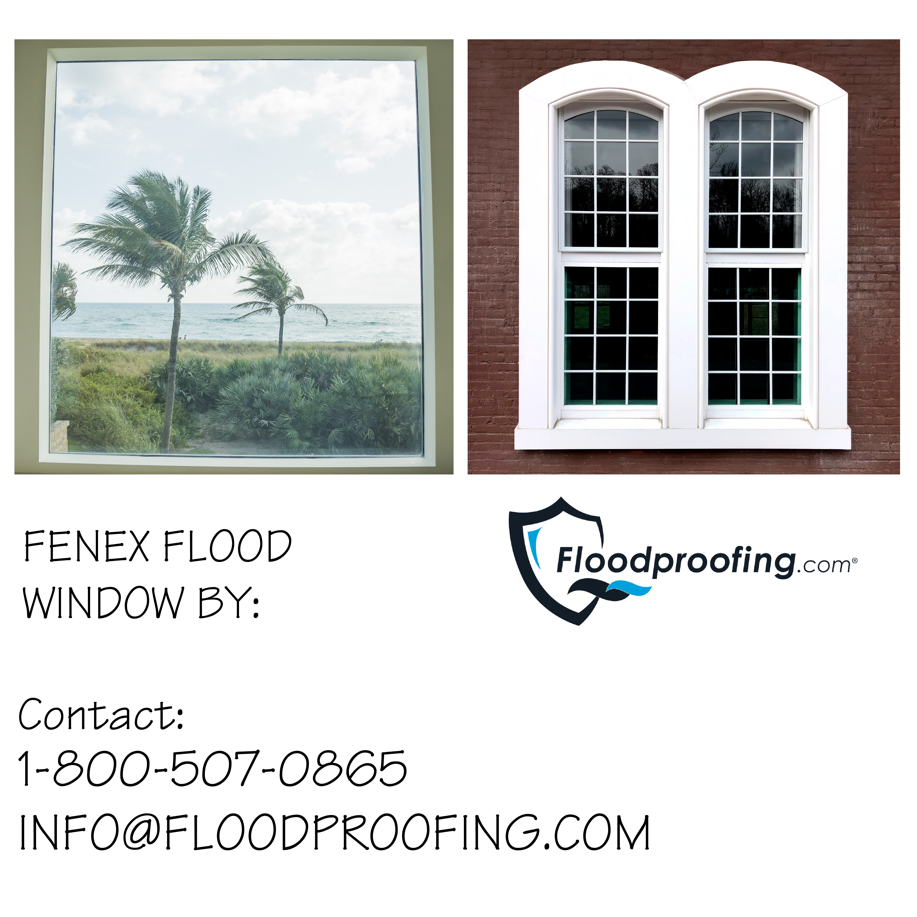 FENEX FLOOD
WINDOW BY:
Floodproofing.com®
Contact:
1-800-507-0865
INFO@FLOODPROOFING.COM